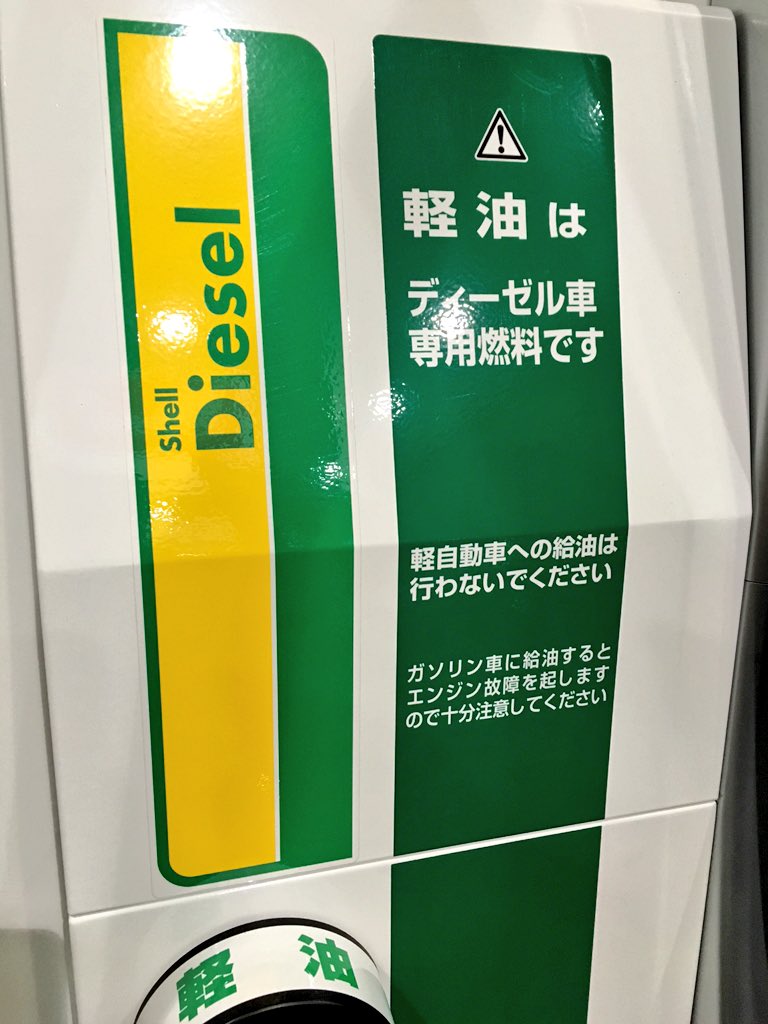 Shell
Diesel
軽油は
ディーゼル車
専用燃料です
軽自動車への給油は
行わないでください
ガソリン車に給油すると
エンジン故障を起します
ので十分注意してください
軽油